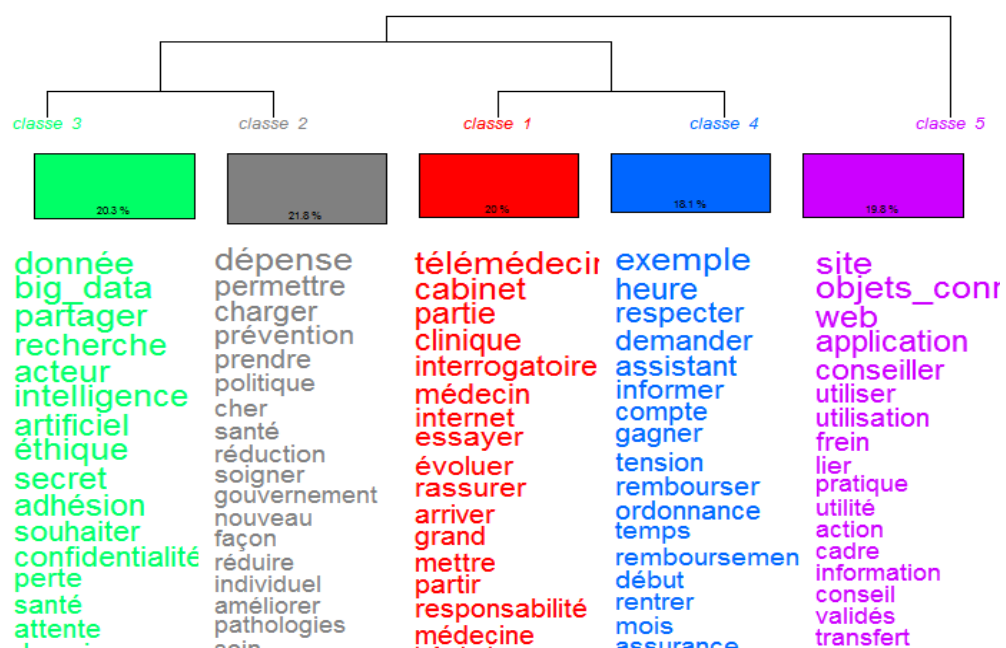 classe 3
classe 2
classe 1
classe 4
classe 5
20.3 %
21.8 %
20 %
18.1 %
19.8 %
donnée
big_data
partager
recherche
acteur
intelligence
artificiel
éthique
secret
adhésion
souhaiter
confidentialité
perte
santé
attente
dépense
permettre
charger
prévention
prendre
politique
cher
santé
réduction
soigner
gouvernement
nouveau
façon
réduire
individuel
améliorer
pathologies
soin
télémédecin
cabinet
partie
clinique
interrogatoire
médecin
internet
essayer
évoluer
rassurer
arriver
grand
mettre
partir
responsabilité
médecine
exemple
heure
respecter
demander
assistant
informer
compte
gagner
tension
rembourser
ordonnance
temps
remboursemen
début
rentrer
mois
assurance
site
objets_conn
web
application
conseiller
utiliser
utilisation
frein
lier
pratique
utilité
action
cadre
information
conseil
validés
transfert